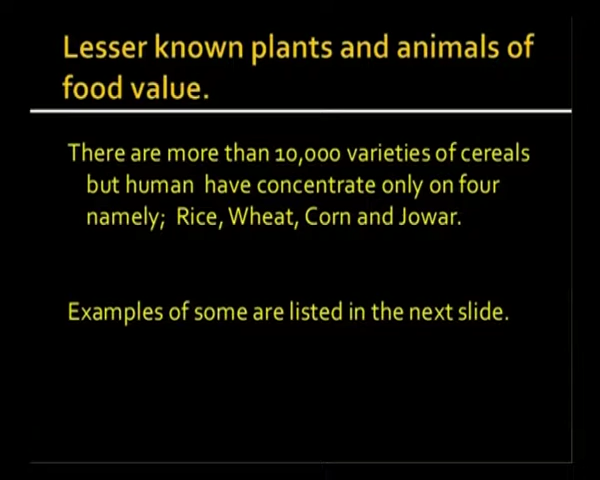 Lesser known plants and animals of
food value.
There are more than 10,000 varieties of cereals
but human have concentrate only on four
namely; Rice, Wheat, Corn and Jowar.
Examples of some are listed in the next slide.